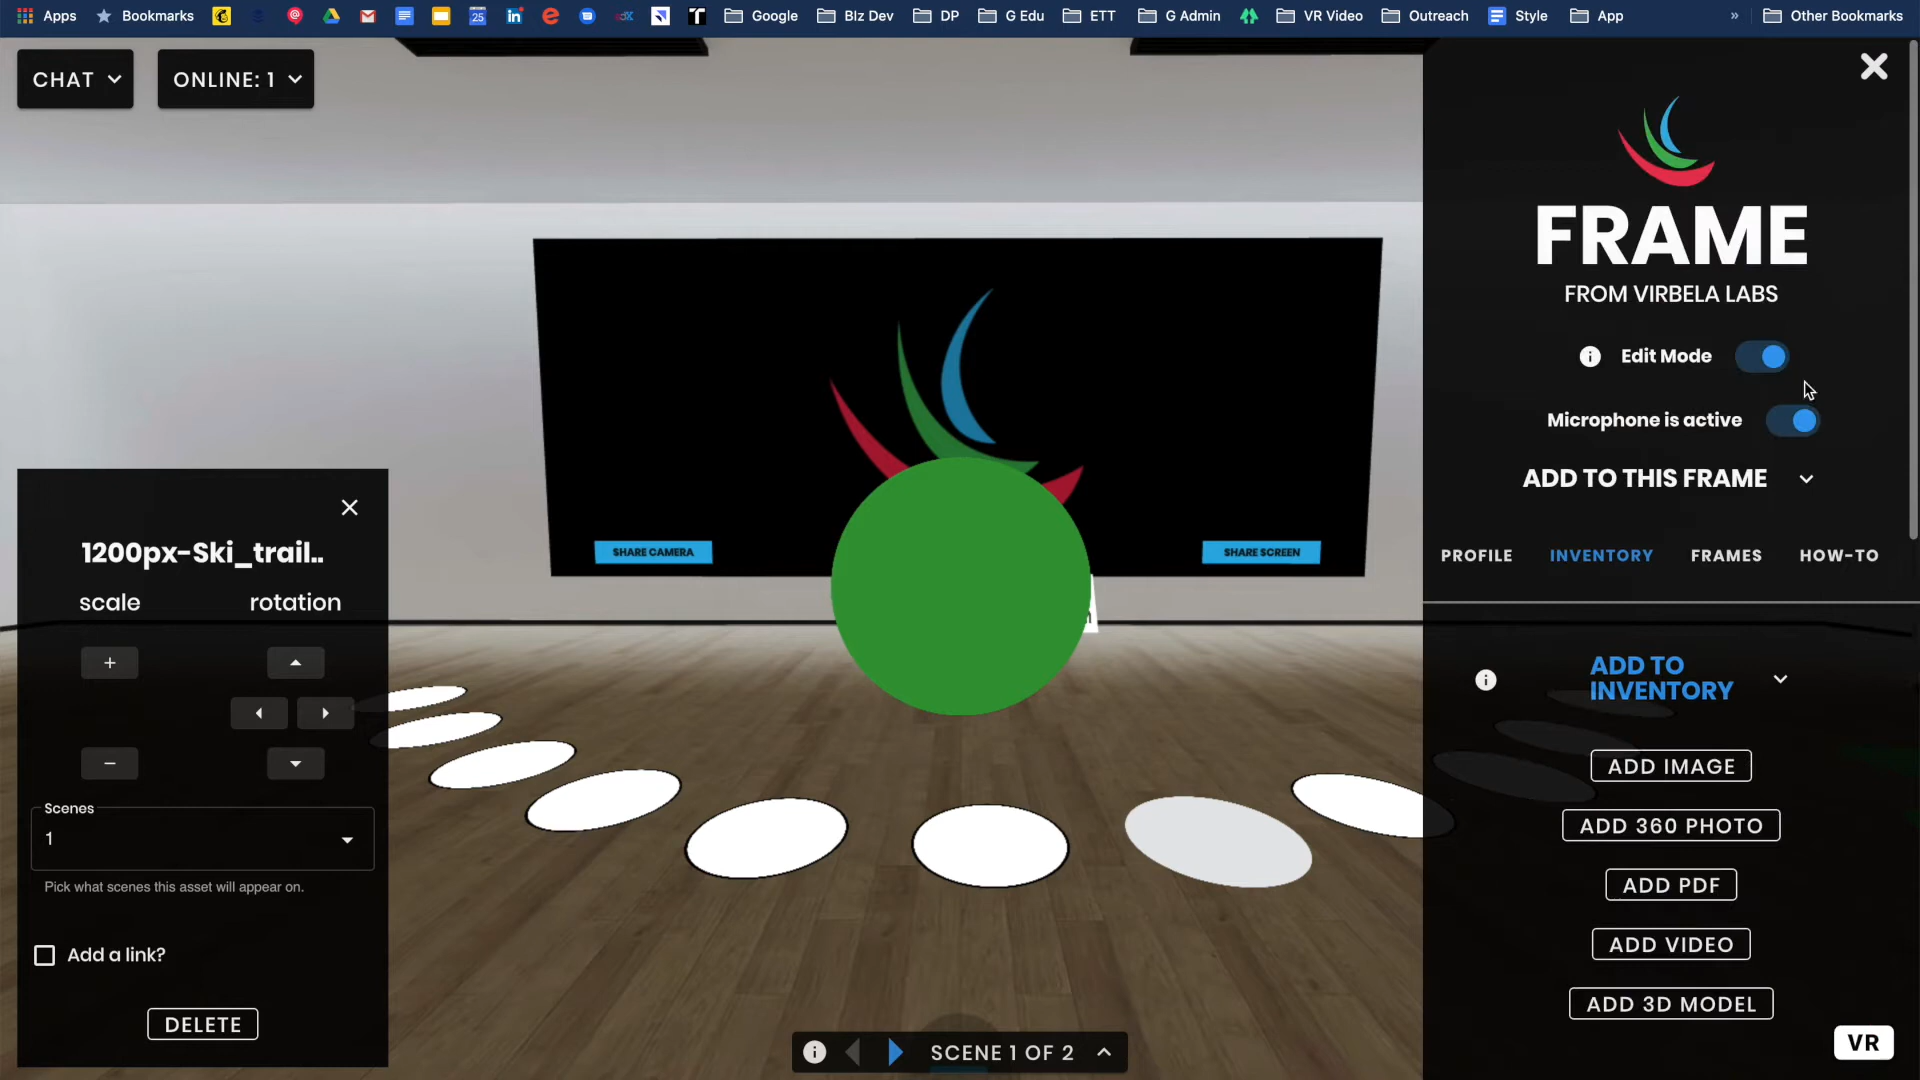 Apps
Bookmarks
25
Google
BIz Dev
DP
G Edu
ETT
G Admin
VR Video
Outreach
Style
App
»
Other Bookmarks
CHAT
ONLINE: 1
FRAME
FROM VIRBELA LABS
Edit Mode
Microphone is active
ADD TO THIS FRAME
PROFILE
INVENTORY
FRAMES
HOW-TO
ADD TO
INVENTORY
ADD IMAGE
ADD 360 PHOTO
ADD PDF
ADD VIDEO
ADD 3D MODEL
VR
SHARE CAMERA
SHARE SCREEN
1200px-Ski_trail..
scale
rotation
Scenes
1
Pick what scenes this asset will appear on.
Add a link?
DELETE
SCENE 1 OF 2